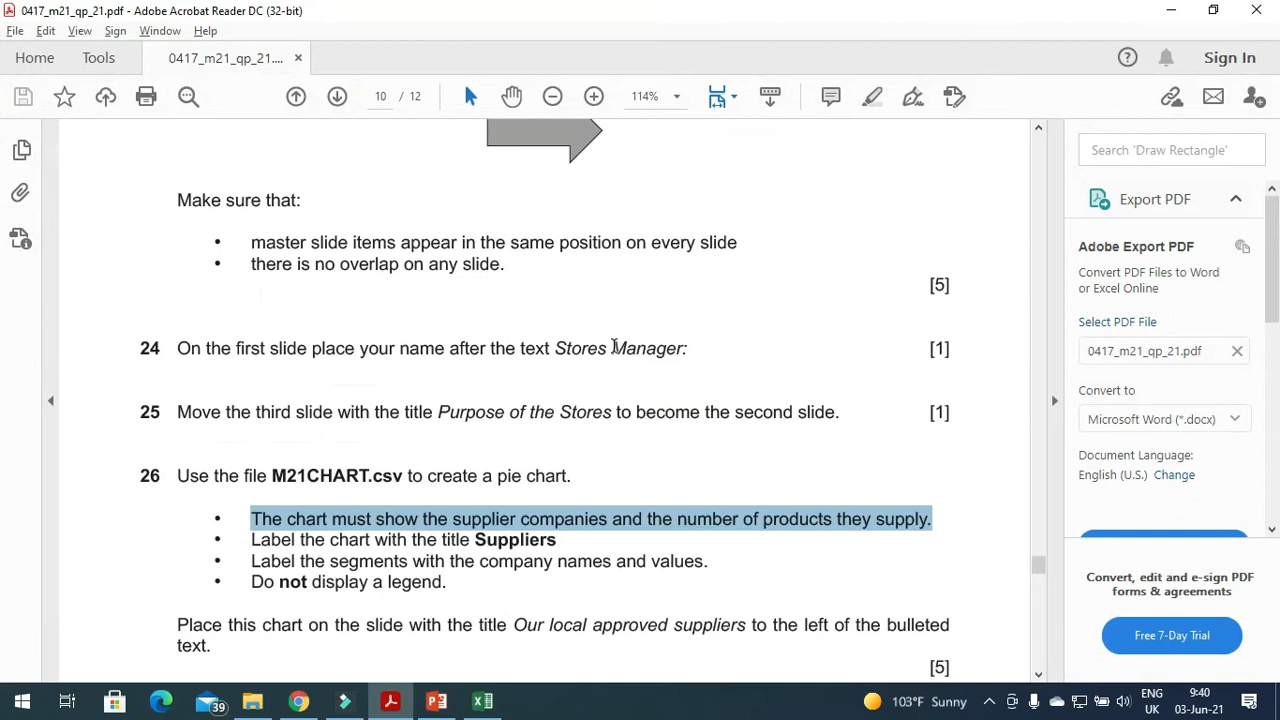 0417_m21_qp_21.pdf - Adobe Acrobat Reader DC (32-bit)
File Edit View Sign Window Help
Home Tools 0417_m21_qp_21.... × Sign In
10 / 12 114%
Make sure that:
• master slide items appear in the same position on every slide
• there is no overlap on any slide.
[5]
24 On the first slide place your name after the text Stores Manager: [1]
25 Move the third slide with the title Purpose of the Stores to become the second slide. [1]
26 Use the file M21CHART.csv to create a pie chart.
• The chart must show the supplier companies and the number of products they supply.
• Label the chart with the title Suppliers
• Label the segments with the company names and values.
• Do not display a legend.
Place this chart on the slide with the title Our local approved suppliers to the left of the bulleted
text.
[5]
Search 'Draw Rectangle'
Export PDF
Adobe Export PDF
Convert PDF Files to Word
or Excel Online
Select PDF File
0417_m21_qp_21.pdf
Convert to
Microsoft Word (*.docx)
Document Language:
English (U.S.) Change
Convert, edit and e-sign PDF
forms & agreements
Free 7-Day Trial
39
103°F Sunny
ENG
UK
9:40
03-Jun-21